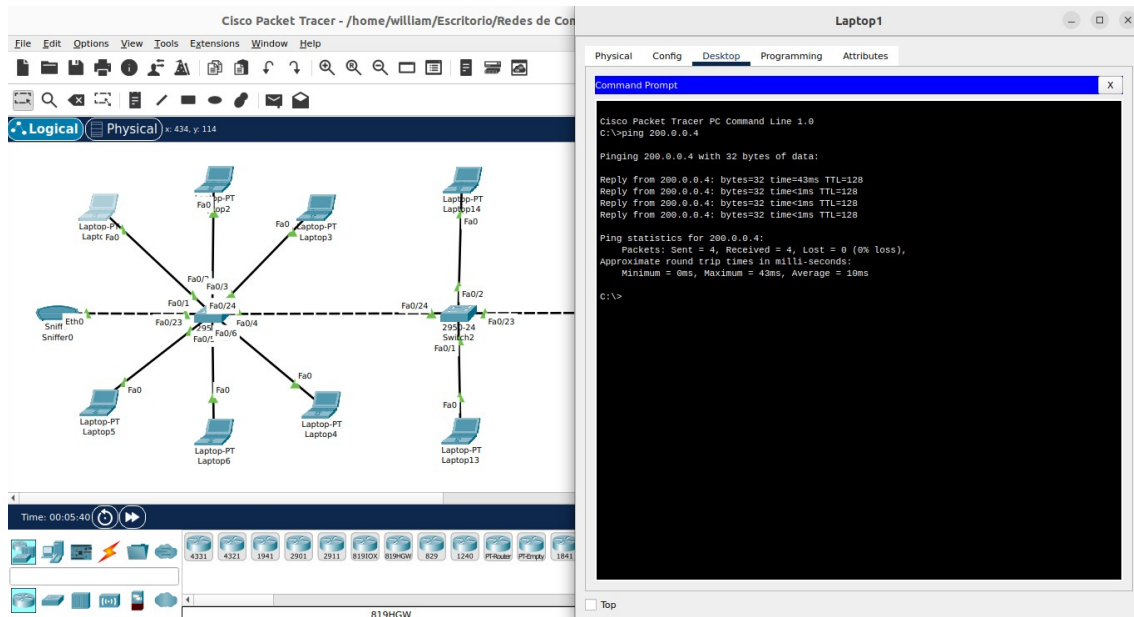 Cisco Packet Tracer - /home/william/Escritorio/Redes de Con
File Edit Options View Tools Extensions Window Help
Logical Physical x: 434, y: 114
Fa0
Laptop-PT
Laptop14
Fa0
Fa0
Laptop3
Fa0
Fa0/3
Fa0/1
Fa0/24
Fa0/24
Fa0/2
Fa0/23
Eth0
Sniffer0
Fa0/23
Fa0/4
Fa0/6
2950-24
Switch2
Fa0/1
Fa0
Fa0
Fa0
Fa0
Laptop-PT
Laptop5
Laptop-PT
Laptop4
Laptop-PT
Laptop6
Laptop-PT
Laptop13
Time: 00:05:40
4331 4321 1941 2901 2911 819IOX 819HGW 829 1240 PT-Router PT-Empty 1841
819HGW
Laptop1
Physical Config Desktop Programming Attributes
Command Prompt X
Cisco Packet Tracer PC Command Line 1.0
C:\>ping 200.0.0.4
Pinging 200.0.0.4 with 32 bytes of data:
Reply from 200.0.0.4: bytes=32 time=43ms TTL=128
Reply from 200.0.0.4: bytes=32 time<1ms TTL=128
Reply from 200.0.0.4: bytes=32 time<1ms TTL=128
Reply from 200.0.0.4: bytes=32 time<1ms TTL=128
Ping statistics for 200.0.0.4:
Packets: Sent = 4, Received = 4, Lost = 0 (0% loss),
Approximate round trip times in milli-seconds:
Minimum = 0ms, Maximum = 43ms, Average = 10ms
C:\>
Top